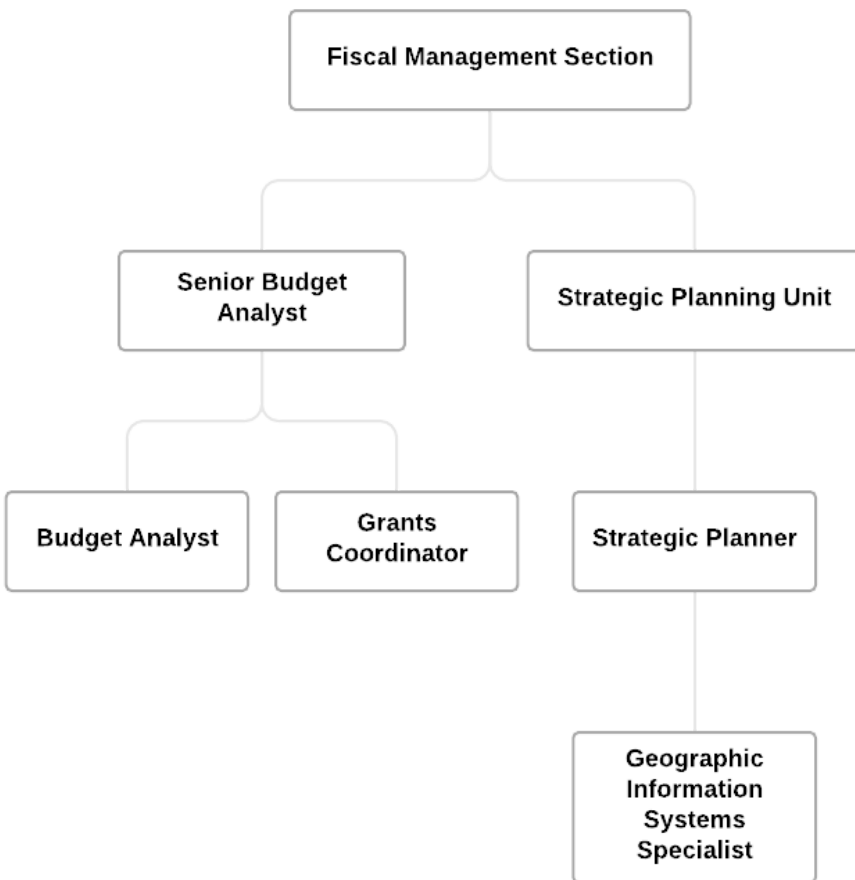 Fiscal Management Section
Senior Budget
Analyst
Strategic Planning Unit
Budget Analyst
Grants
Coordinator
Strategic Planner
Geographic
Information
Systems
Specialist